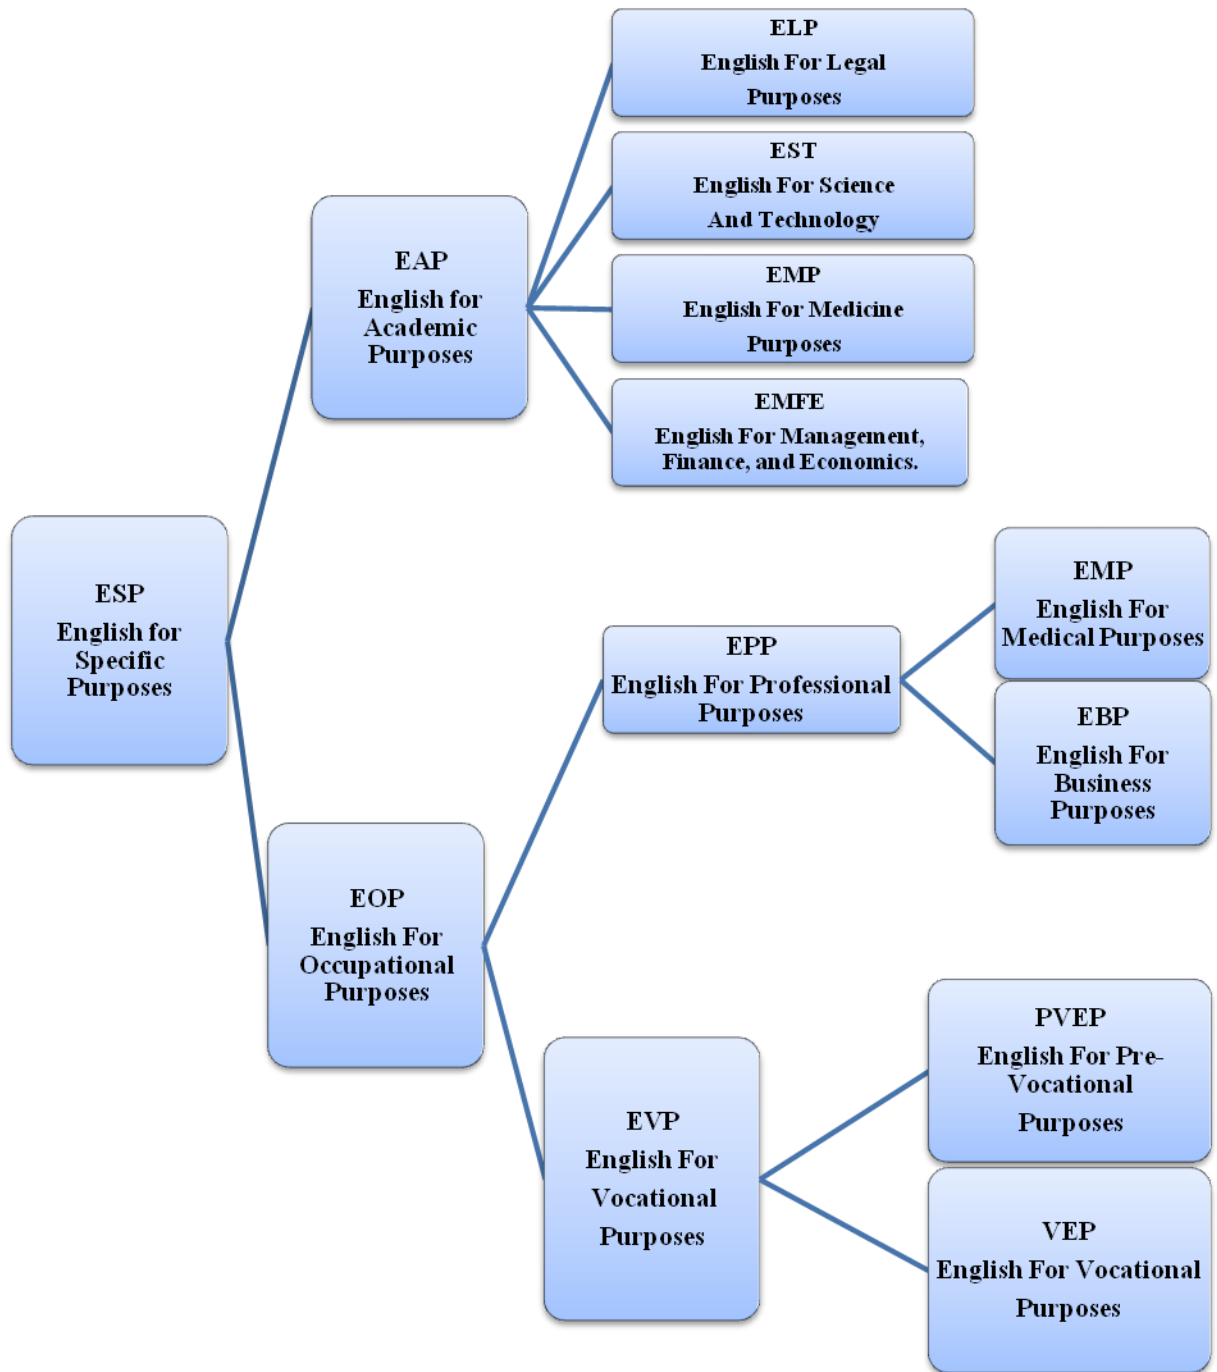 ELP
English For Legal
Purposes
EST
English For Science
And Technology
EAP
English for
Academic
Purposes
EMP
English For Medicine
Purposes
EMFE
English For Management,
Finance, and Economics.
ESP
English for
Specific
Purposes
EMP
English For
Medical Purposes
EPP
English For Professional
Purposes
EBP
English For
Business
Purposes
EOP
English For
Occupational
Purposes
PVEP
English For Pre-
Vocational
Purposes
EVP
English For
Vocational
Purposes
VEP
English For Vocational
Purposes